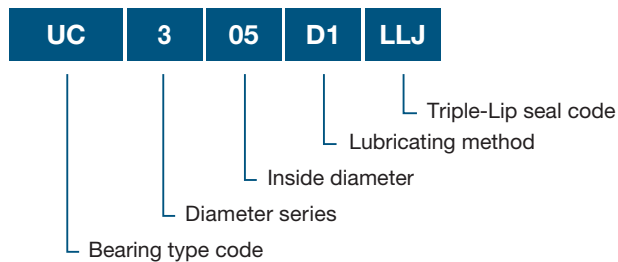 UC 3 05 D1 LLJ
Triple-Lip seal code
Lubricating method
Inside diameter
Diameter series
Bearing type code